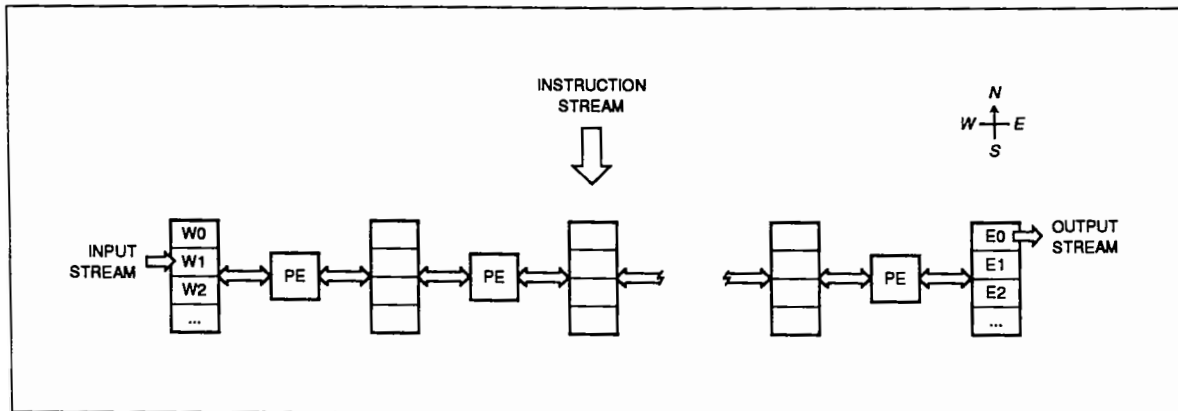 INSTRUCTION
STREAM
N
W E
S
INPUT
STREAM
W0
W1
W2
...
PE
PE
PE
E0
E1
E2
...
OUTPUT
STREAM